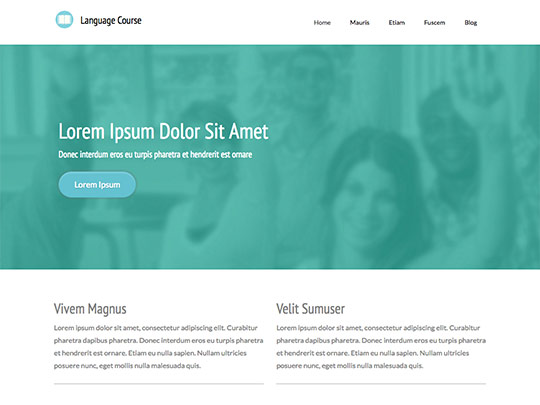 Language Course
Home Mauris Etiam Fuscem Blog
Lorem Ipsum Dolor Sit Amet
Donec interdum eros eu turpis pharetra et hendrerit est ornare
Lorem Ipsum
Vivem Magnus
Lorem ipsum dolor sit amet, consectetur adipiscing elit. Curabitur
pharetra dapibus pharetra. Donec interdum eros eu turpis
pharetra et hendrerit est ornare. Etiam eu nulla sapien. Nullam ultricies
posuere nunc, eget mollis nulla malesuada quis.
Velit Sumuser
Lorem ipsum dolor sit amet, consectetur adipiscing elit. Curabitur
pharetra dapibus pharetra. Donec interdum eros eu turpis
pharetra et hendrerit est ornare. Etiam eu nulla sapien. Nullam ultricies
posuere nunc, eget mollis nulla malesuada quis.